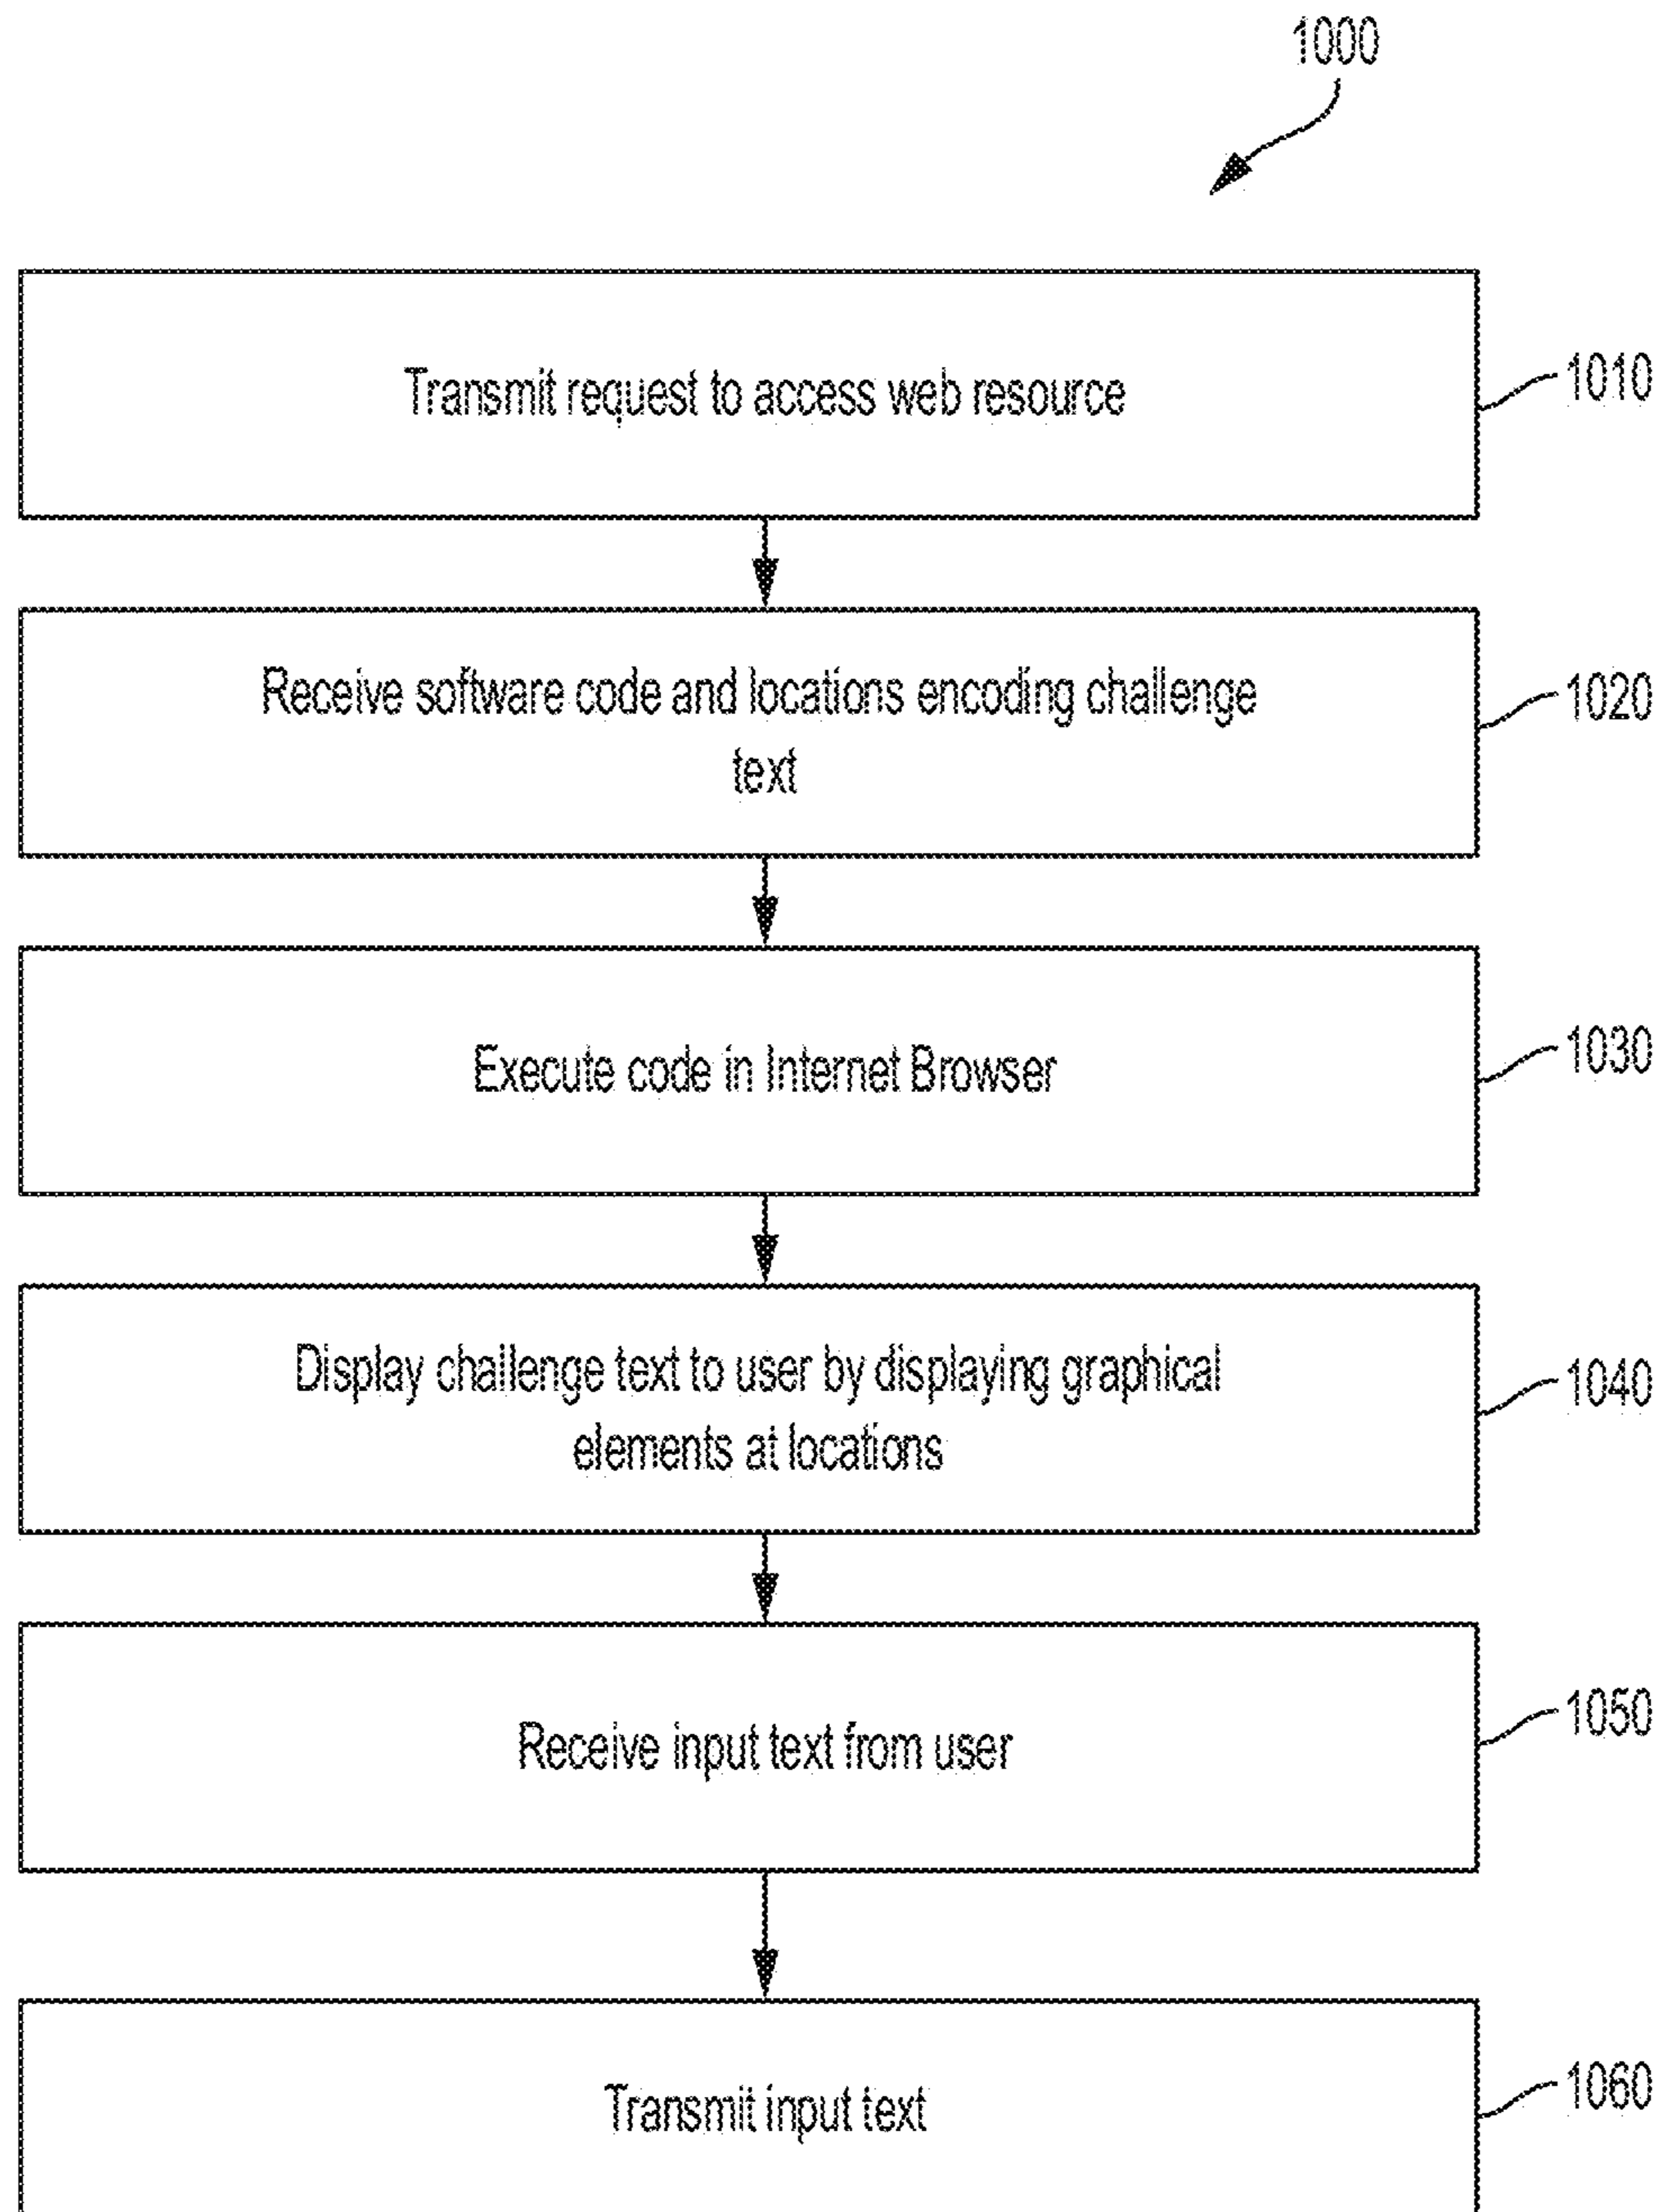 1000
Transmit request to access web resource
1010
Receive software code and locations encoding challenge
text
1020
Execute code in Internet Browser
1030
Display challenge text to user by displaying graphical
elements at locations
1040
Receive input text from user
1050
Transmit input text
1060